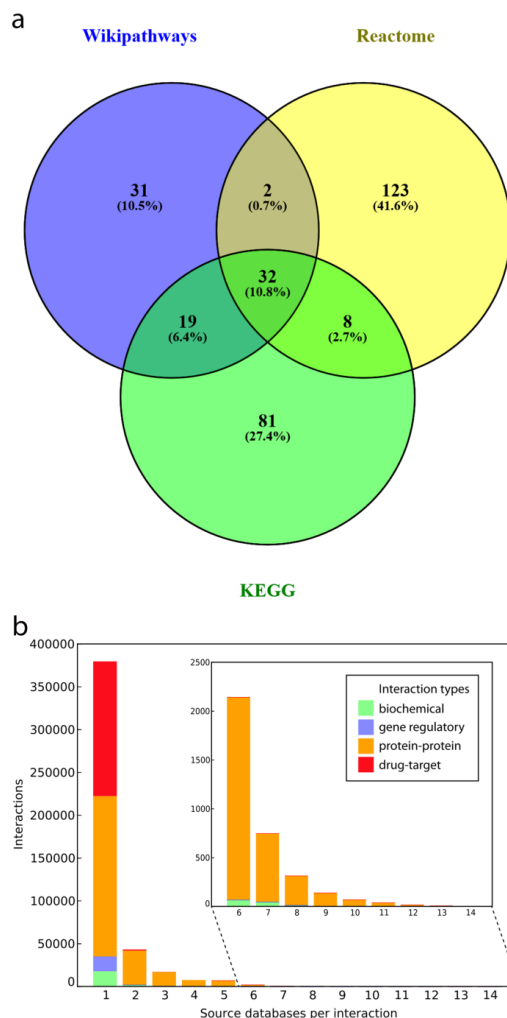 a
Wikipathways Reactome
31
(10.5%)
2
(0.7%)
123
(41.6%)
32
(10.8%)
19
(6.4%)
8
(2.7%)
81
(27.4%)
KEGG
b
400000
350000
300000
250000
200000
150000
100000
50000
0
Interactions
2500
2000
1500
1000
500
0
6 7 8 9 10 11 12 13 14
Interaction types
biochemical
gene regulatory
protein-protein
drug-target
1 2 3 4 5 6 7 8 9 10 11 12 13 14
Source databases per interaction